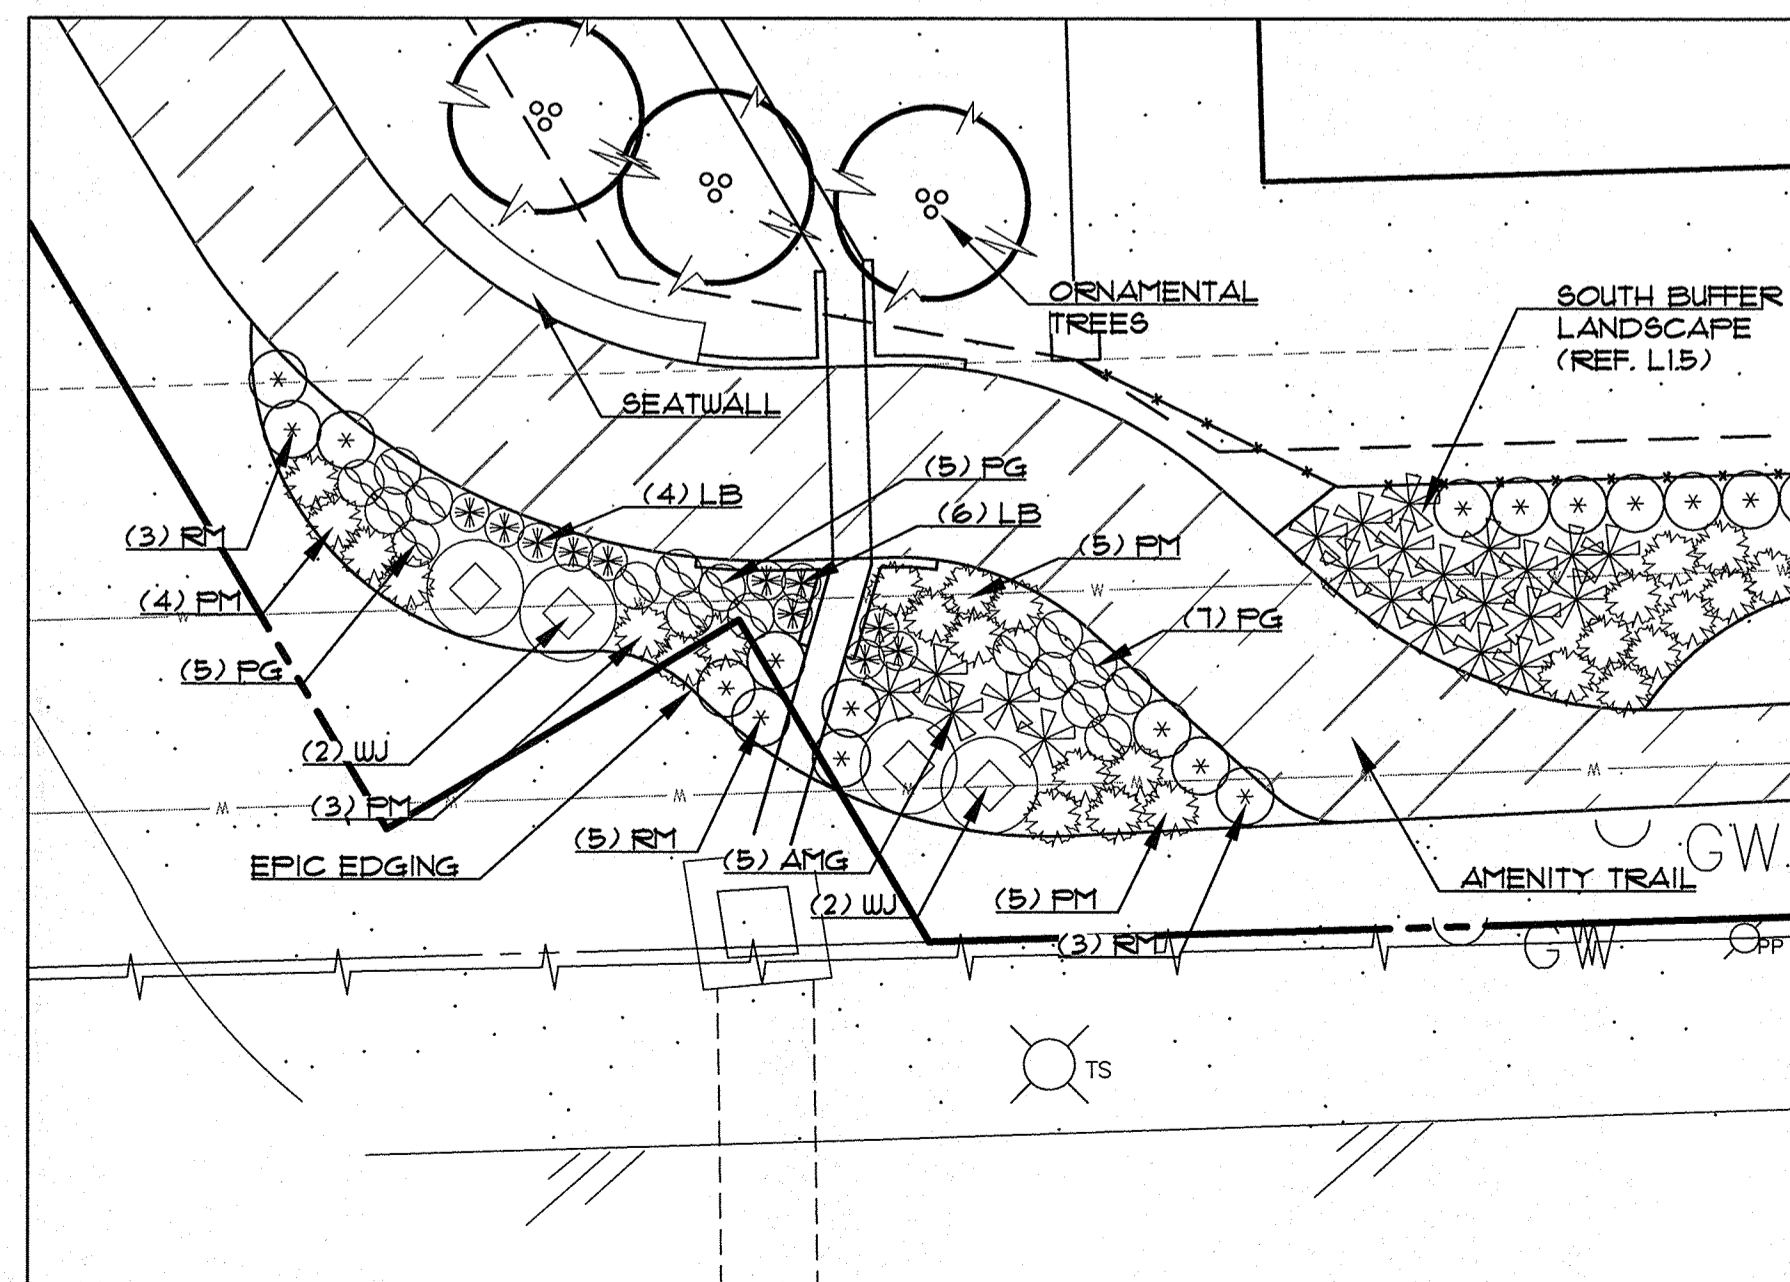 ORNAMENTAL
TREES
SOUTH BUFFER
LANDSCAPE
(REF. L1.5)
SEATWALL
(5) PG
(4) LB
(6) LB
(3) RM
(5) PM
(4) PM
(7) PG
(5) PG
(2) WJ
(3) PM
(5) RM
EPIC EDGING
(5) AMG
(2) WJ
(5) PM
AMENITY TRAIL
GW
(3) RM
GW
PP
TS
W
W
W
W
W
W
W
W
W